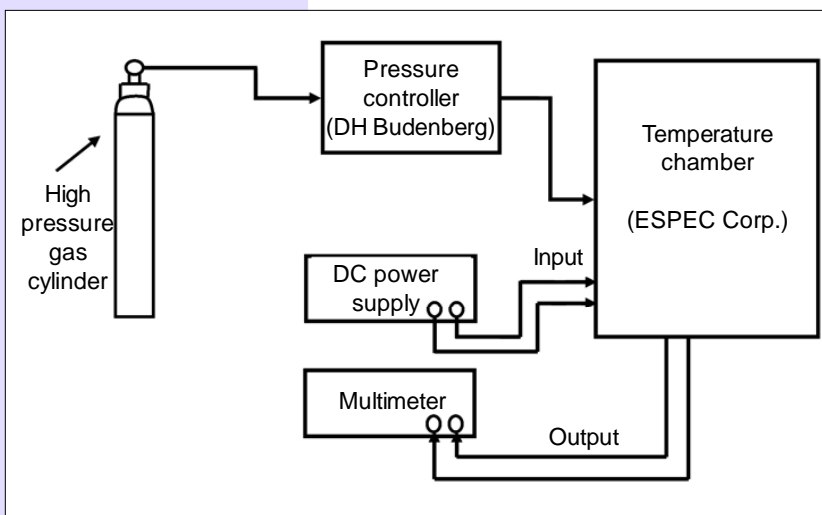 Pressure
controller
(DH Budenberg)
Temperature
chamber
(ESPEC Corp.)
High
pressure
gas
cylinder
Input
DC power
supply
Multimeter
Output